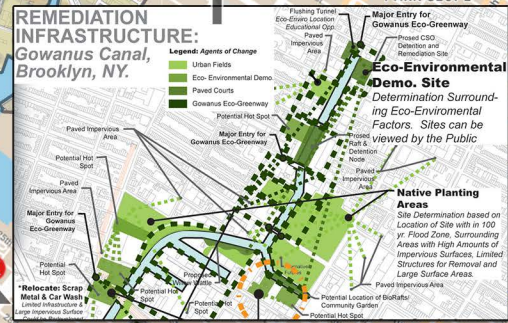 REMEDIATION
INFRASTRUCTURE:
Gowanus Canal,
Brooklyn, NY.
Legend: Agents of Change
Urban Fields
Eco- Environmental Demo.
Paved Courts
Gowanus Eco-Greenway
Flushing Tunnel
Eco-Enviro Location
Educational Opp.
Paved
Impervious
Area
Major Entry for
Gowanus Eco-Greenway
Prosed CSO
Detention and
Remediation Site
Eco-Environmental
Demo. Site
Determination Surround-
ing Eco-Enviromental
Factors. Sites can be
viewed by the Public
Potential Hot Spot
Major Entry for
Gowanus Eco-Greenway
Prosed
Raft &
Detention
Node
Paved
Impervious
Area
Paved Impervious
Area
Potential Hot
Spot
Paved
Impervious Area
Major Entry for
Gowanus
Eco-Greenway
Native Planting
Areas
Site Determination based on
Location of Site with in 100
yr. Flood Zone, Surrounding
Areas with High Amounts of
Impervious Surfaces, Limited
Structures for Removal and
Large Surface Areas.
Paved Impervious Area
Potential
Hot Spot
*Relocate: Scrap
Metal & Car Wash
Limited Infrastructure &
Large Impervious Surface
Potential Hot
Spot
Proposed
Potential Hot
Spot
Potential Location of BioRafts/
Community Garden
Potential Hot Spot